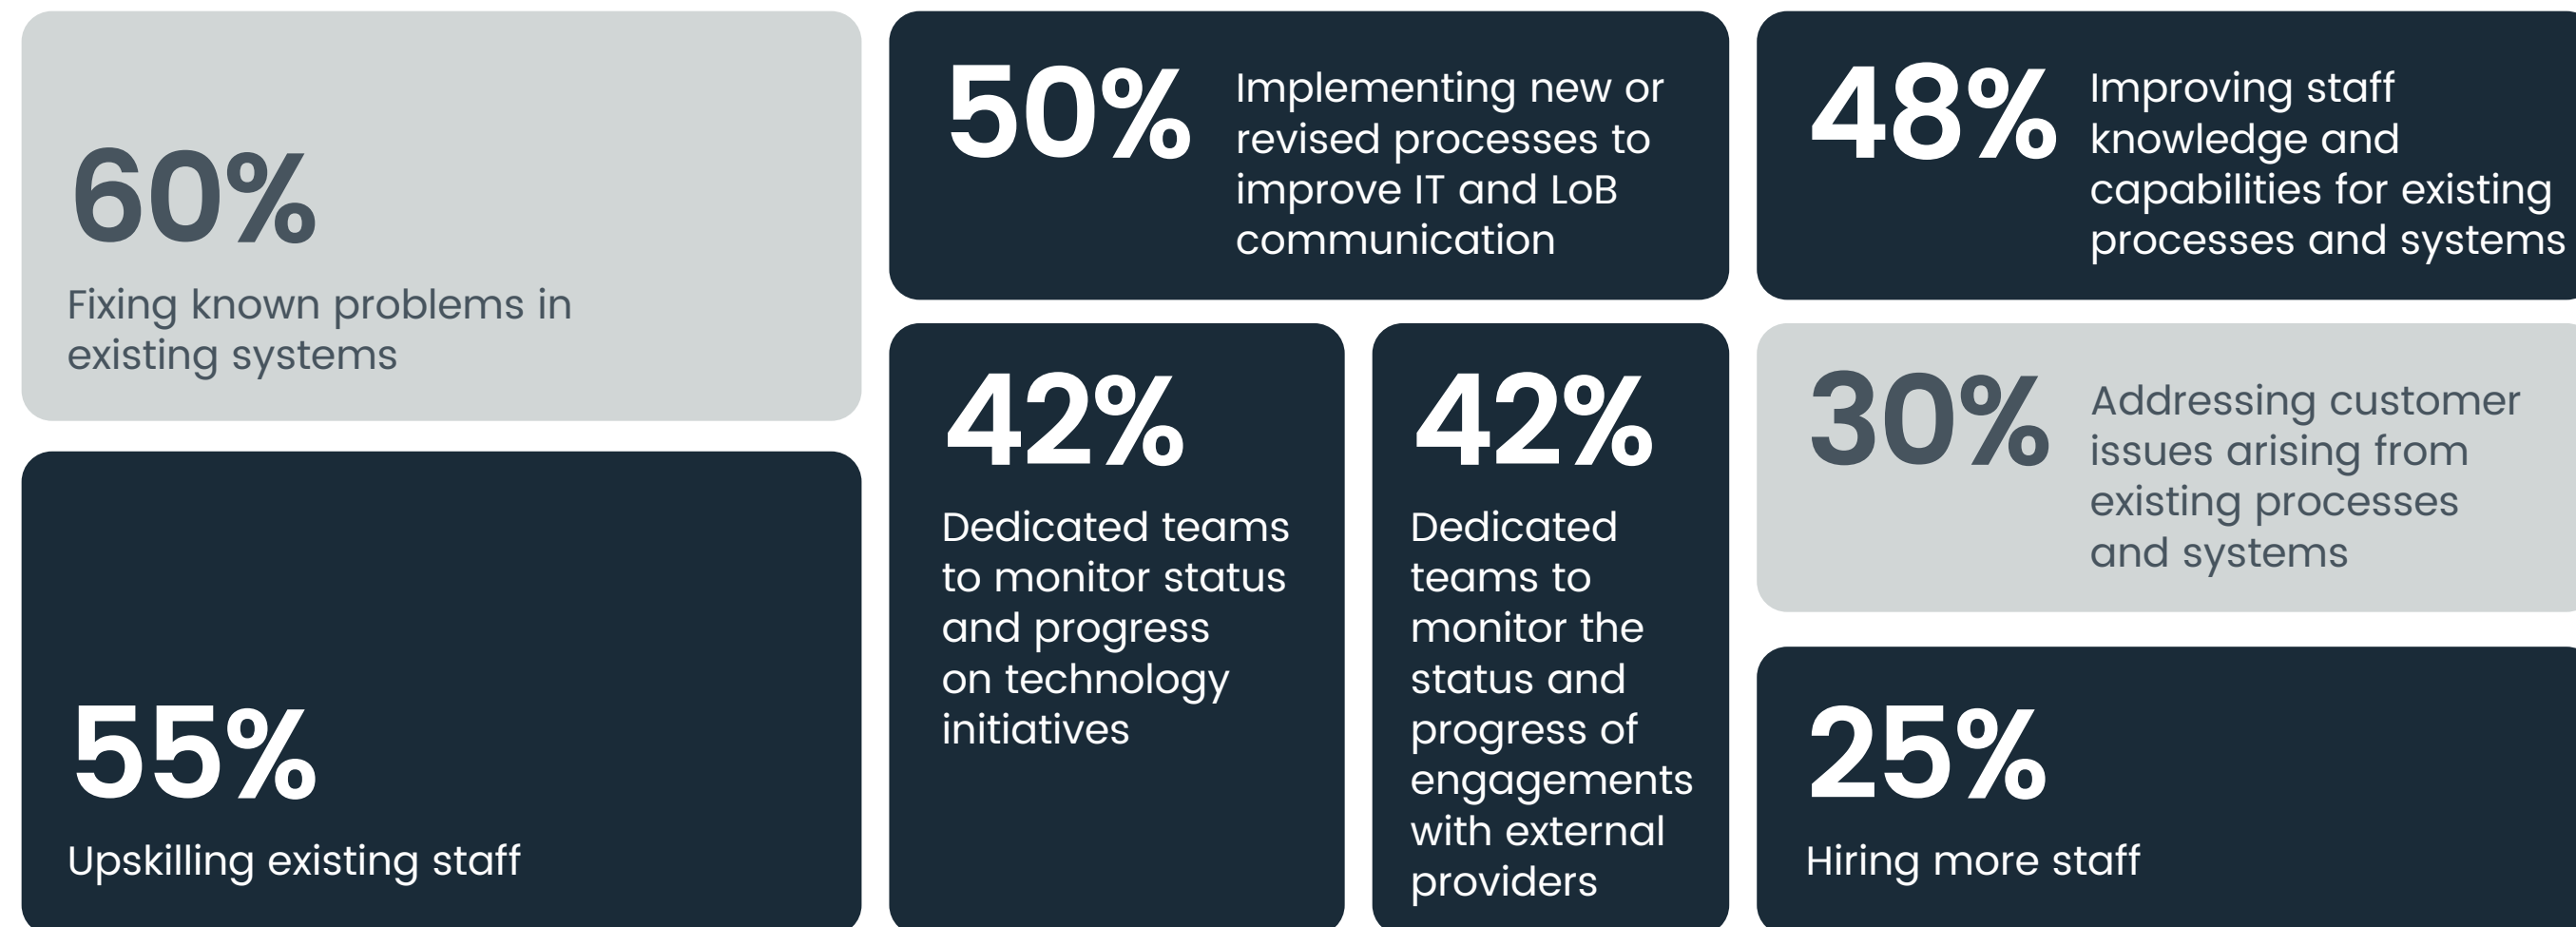 60%
Fixing known problems in
existing systems
55%
Upskilling existing staff
50%
Implementing new or
revised processes to
improve IT and LoB
communication
42%
Dedicated teams
to monitor status
and progress
on technology
initiatives
42%
Dedicated
teams to
monitor the
status and
progress of
engagements
with external
providers
48%
Improving staff
knowledge and
capabilities for existing
processes and systems
30%
Addressing customer
issues arising from
existing processes
and systems
25%
Hiring more staff